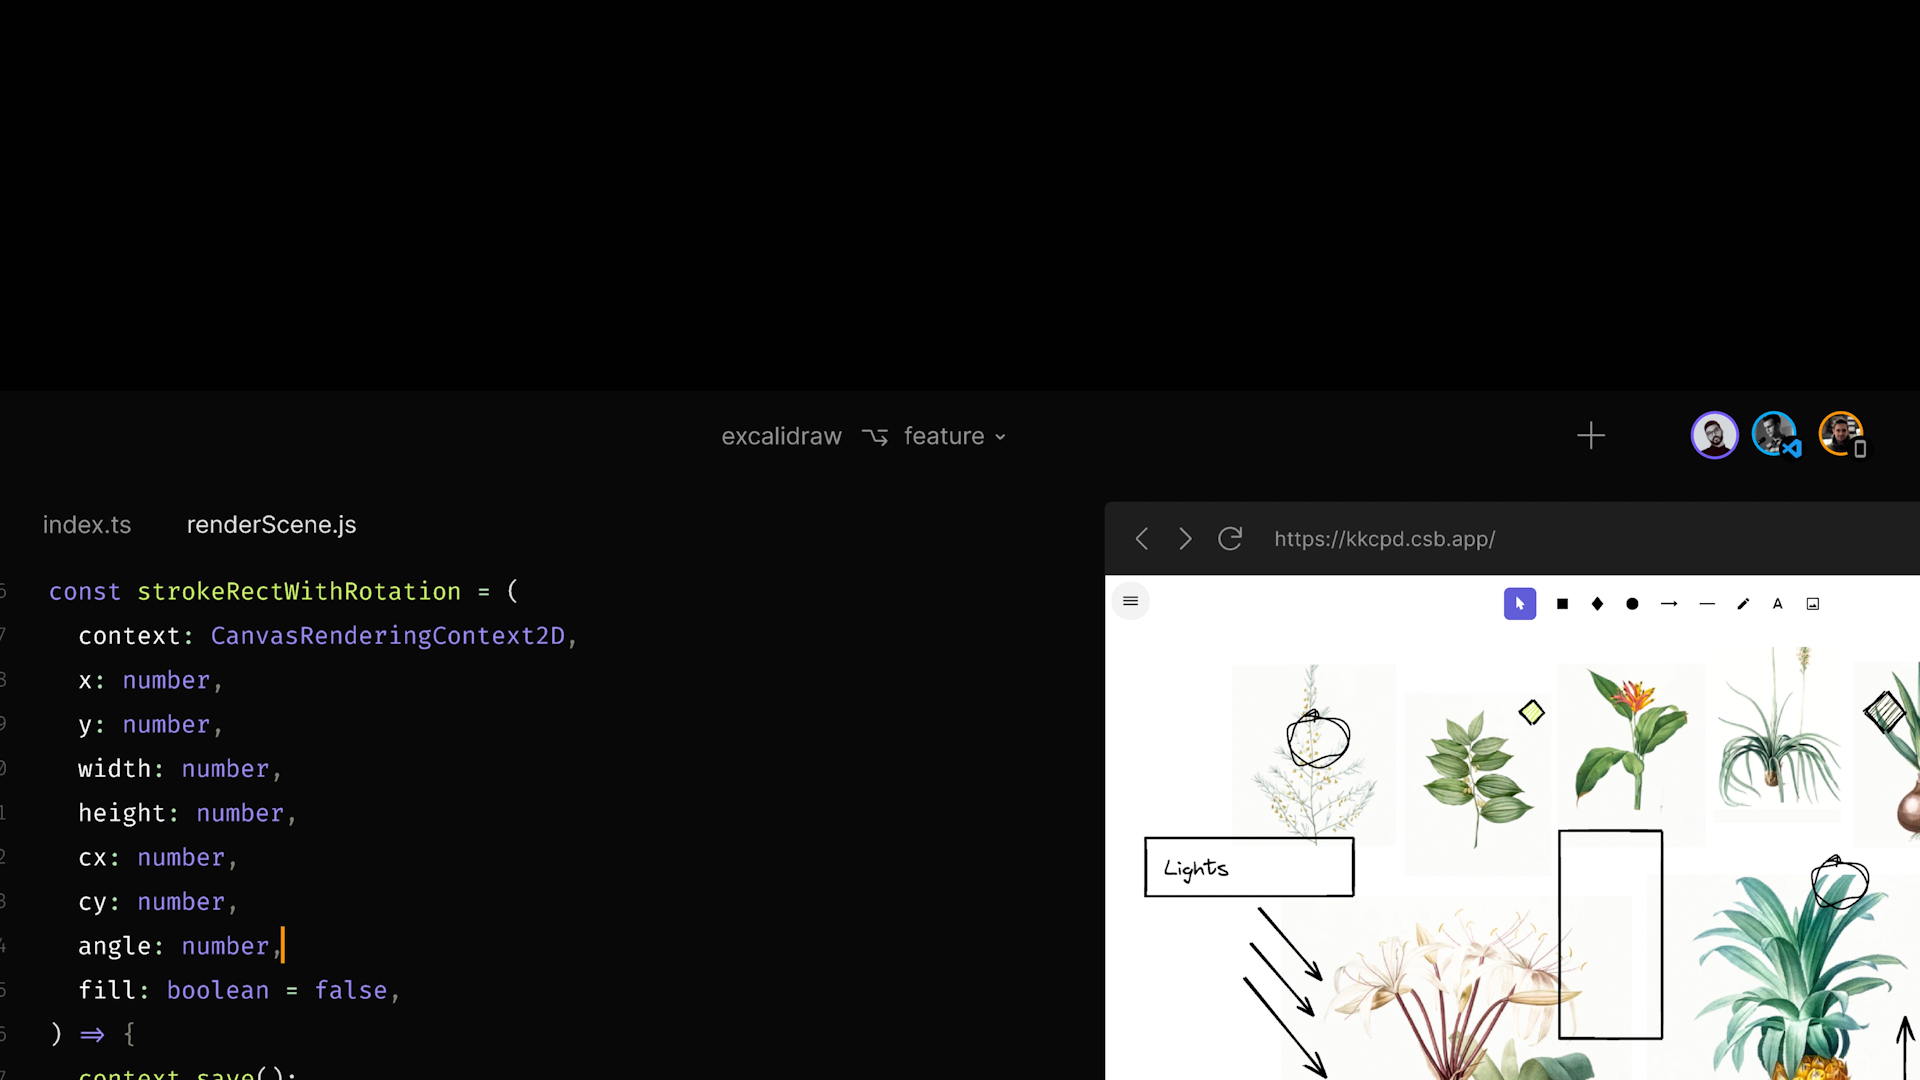 excalidraw feature
index.ts renderScene.js
https://kkcpd.csb.app/
const strokeRectWithRotation = (
context: CanvasRenderingContext2D,
x: number,
y: number,
width: number,
height: number,
cx: number,
cy: number,
angle: number,
fill: boolean = false,
) => {
context.save();
A
Lights